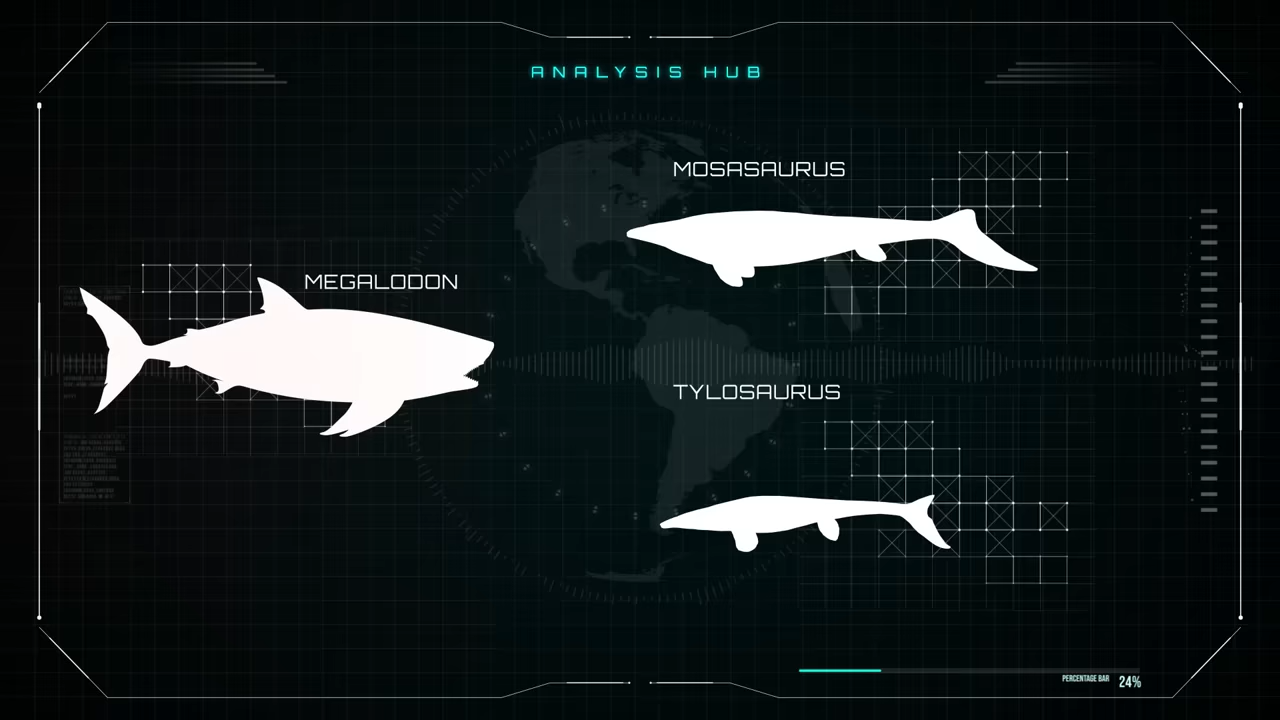 ANALYSIS HUB
MOSASAURUS
MEGALODON
TYLOSAURUS
PERCENTAGE BAR 24%